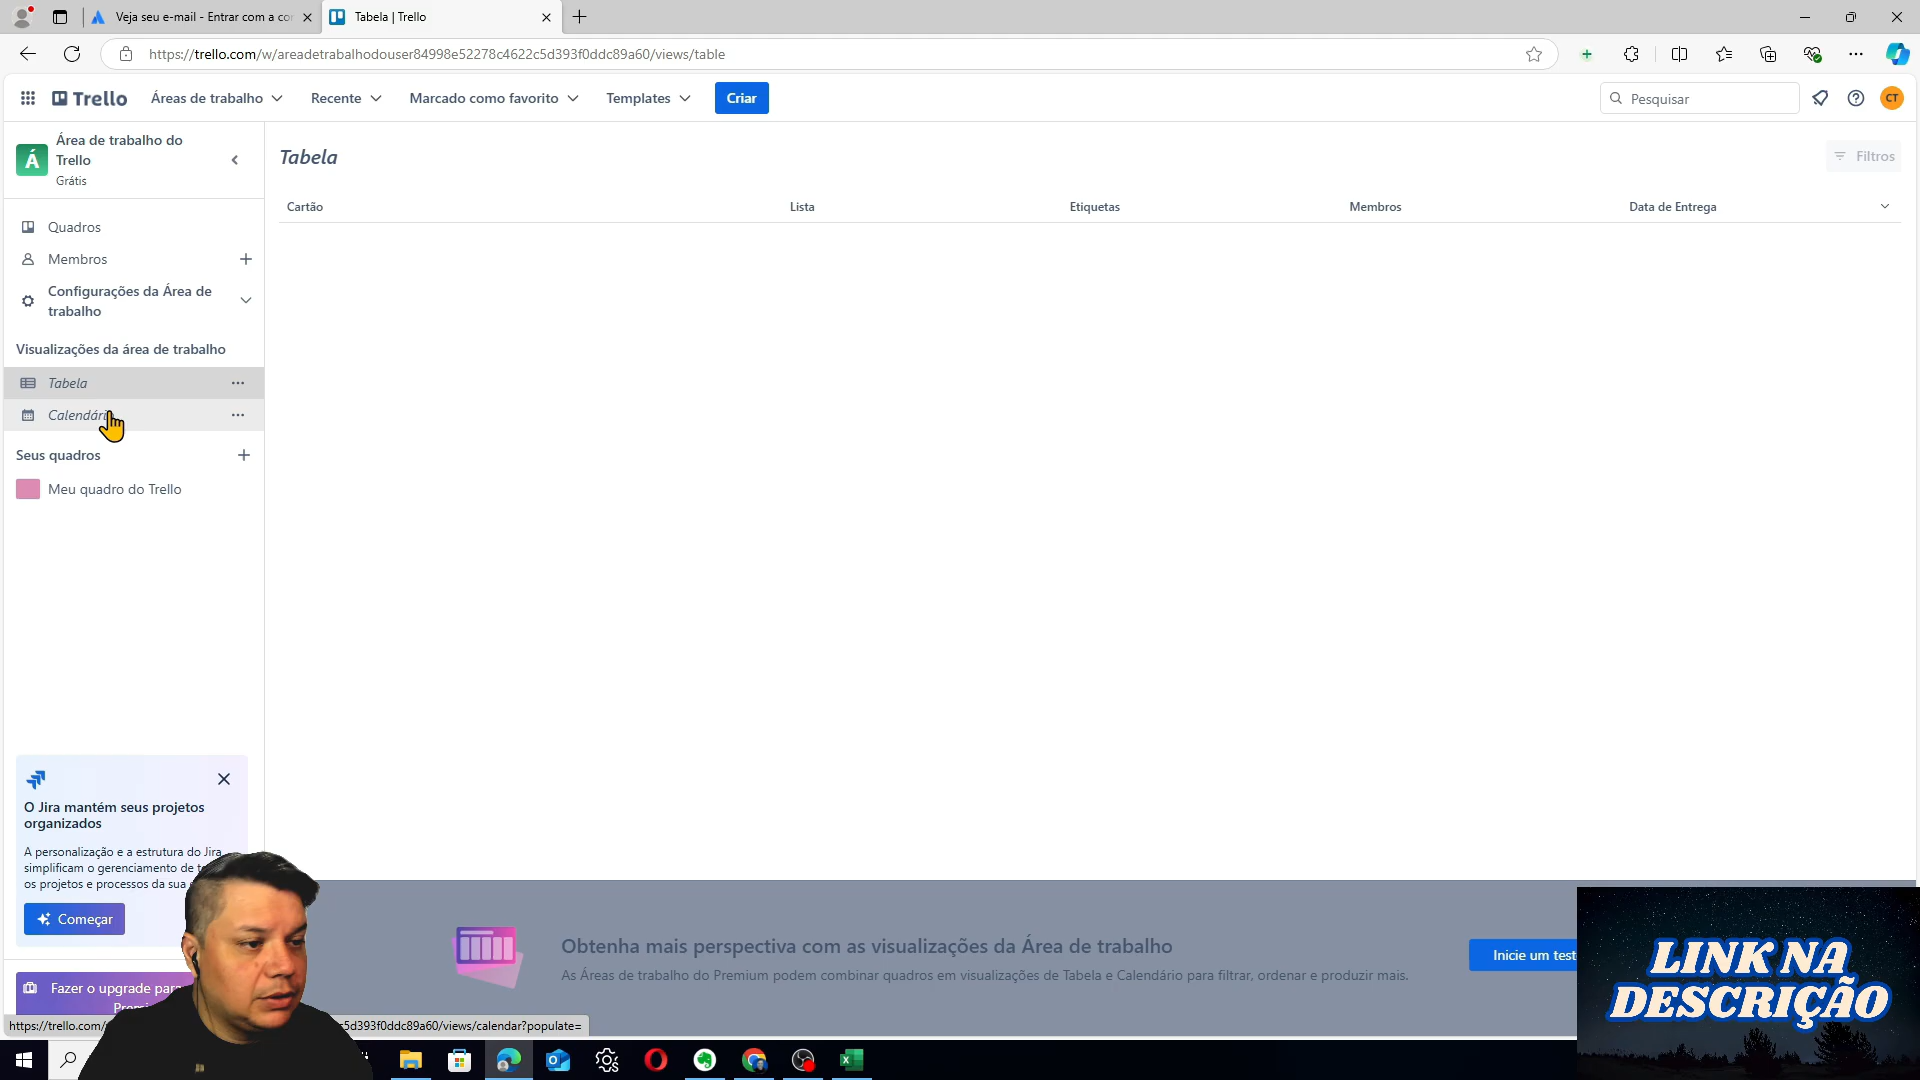 Veja seu e-mail - Entrar com a co
Tabela | Trello
https://trello.com/w/areadetrabalhodouser84998e52278c4622c5d393f0ddc89a60/views/table
Trello
Áreas de trabalho
Recente
Marcado como favorito
Templates
Criar
Pesquisar
CT
Á
Área de trabalho do
Trello
Grátis
Tabela
Filtros
Cartão
Lista
Etiquetas
Membros
Data de Entrega
Quadros
Membros
Configurações da Área de
trabalho
Visualizações da área de trabalho
Tabela
Calendári
Seus quadros
Meu quadro do Trello
O Jira mantém seus projetos
organizados
A personalização e a estrutura do Jira
simplificam o gerenciamento de
os projetos e processos da sua
Começar
Fazer o upgrade para
Obtenha mais perspectiva com as visualizações da Área de trabalho
As Áreas de trabalho do Premium podem combinar quadros em visualizações de Tabela e Calendário para filtrar, ordenar e produzir mais.
Inicie um test
LINK NA
DESCRIÇÃO
https://trello.com/ 5d393f0ddc89a60/views/calendar?populate=